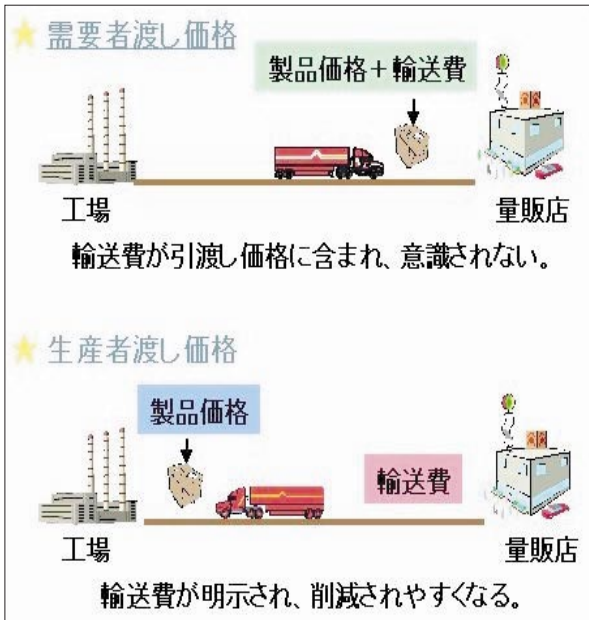 需要者渡し価格
製品価格+輸送費
工場
量販店
輸送費が引渡し価格に含まれ、意識されない。
生産者渡し価格
製品価格
輸送費
工場
量販店
輸送費が明示され、削減されやすくなる。